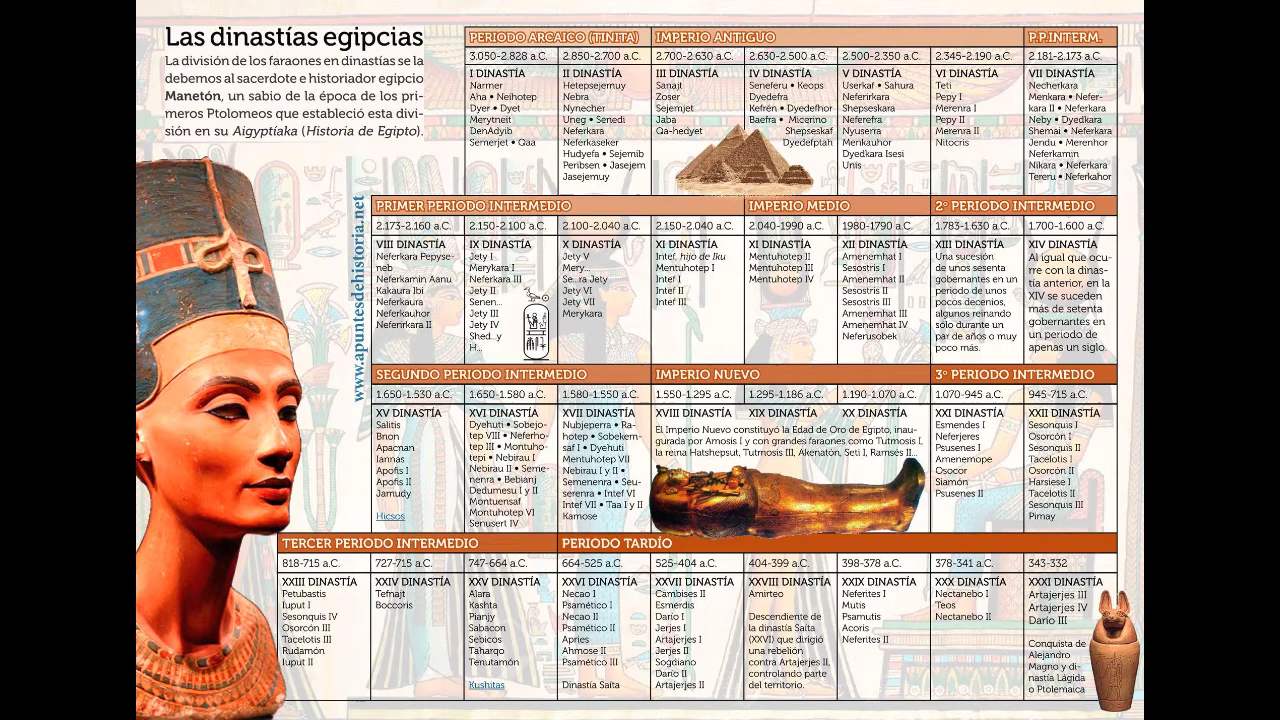 Las dinastías egipcias
La división de los faraones en dinastías se la
debemos al sacerdote e historiador egipcio
Manetón, un sabio de la época de los pri-
meros Ptolomeos que estableció esta divi-
sión en su Aigyptíaka (Historia de Egipto).
www.apuntesdehistoria.net
PERIODO ARCAICO (TINITA)
3.050-2.828 a.C.
I DINASTÍA
Narmer
Aha • Neihotep
Dyer • Dyet
Merytneit
DenAdyib
Semerjet • Qaa
2.850-2.700 a.C.
II DINASTÍA
Hetepsejemuy
Nebra
Nynecher
Uneg • Senedi
Neferkara
Neferkaseker
Hudyefa • Sejemib
Peribsen • Jasejem
Jasejemuy
IMPERIO ANTIGUO
2.700-2.630 a.C.
III DINASTÍA
Sanajt
Zoser
Sejemjet
Jaba
Qa-hedyet
2.630-2.500 a.C.
IV DINASTÍA
Seneferu • Keops
Dyedefra
Kefrén • Dyedefhor
Baefra • Micerino
Shepseskaf
Dyedefptah
2.500-2.350 a.C.
V DINASTÍA
Userkaf • Sahura
Neferirkara
Shepseskara
Neferefra
Nyuserra
Menkauhor
Dyedkara Isesi
Unis
2.345-2.190 a.C.
VI DINASTÍA
Teti
Pepy I
Merenra I
Pepy II
Merenra II
Nitocris
P.P.INTERM.
2.181-2.173 a.C.
VII DINASTÍA
Necherkara
Menkara • Nefer-
kara II • Neferkara
Neby • Dyedkara
Shemai • Neferkara
Jendu • Merenhor
Neferkamin
Nikara • Neferkara
Tereru • Neferkahor
PRIMER PERIODO INTERMEDIO
2.173-2.160 a.C.
VIII DINASTÍA
Neferkara Pepyse-
neb
Neferkamin Aanu
Kakaura Ibi
Neferkaura
Neferkauhor
Neferirkara II
2.150-2.100 a.C.
IX DINASTÍA
Jety I
Merykara I
Neferkara III
Jety II
Senen...
Jety III
Jety IV
Shed...y
H...
2.100-2.040 a.C.
X DINASTÍA
Jety V
Mery...
Se...ra Jety
Jety VI
Jety VII
Merykara
2.150-2.040 a.C.
XI DINASTÍA
Intef, hijo de Iku
Mentuhotep I
Intef I
Intef II
Intef III
IMPERIO MEDIO
2.040-1990 a.C.
XI DINASTÍA
Mentuhotep II
Mentuhotep III
Mentuhotep IV
1980-1790 a.C.
XII DINASTÍA
Amenemhat I
Sesostris I
Amenemhat II
Sesostris II
Sesostris III
Amenemhat III
Amenemhat IV
Neferusobek
2º PERIODO INTERMEDIO
1.783-1.630 a.C.
XIII DINASTÍA
Una sucesión
de unos sesenta
gobernantes en un
periodo de unos
pocos decenios,
algunos reinando
sólo durante un
par de años o muy
poco más.
1.700-1.600 a.C.
XIV DINASTÍA
Al igual que ocu-
rre con la dinas-
tía anterior, en la
XIV se suceden
más de setenta
gobernantes en
un periodo de
apenas un siglo.
SEGUNDO PERIODO INTERMEDIO
1.650-1.530 a.C.
XV DINASTÍA
Salitis
Bnon
Apacnan
Iannas
Apofis I
Apofis II
Jamudy
Hicsos
1.650-1.580 a.C.
XVI DINASTÍA
Dyehuti • Sobejo-
tep VIII • Neferho-
tep III • Montuho-
tepi • Nebirau I
Nebirau II • Seme-
nenra • Bebianj
Dedumesu I y II
Montuensaf
Montuhotep VI
Senusert IV
1.580-1.550 a.C.
XVII DINASTÍA
Nubjeperra • Ra-
hotep • Sobekem-
saf I • Dyehuti
Mentuhotep VII
Nebirau I y II •
Semenenra • Seu-
serenra • Intef VI
Intef VII • Taa I y II
Kamose
IMPERIO NUEVO
1.550-1.295 a.C.
1.295-1.186 a.C.
1.190-1.070 a.C.
XVIII DINASTÍA
XIX DINASTÍA
XX DINASTÍA
El Imperio Nuevo constituyó la Edad de Oro de Egipto, inau-
gurada por Amosis I y con grandes faraones como Tutmosis I,
la reina Hatshepsut, Tutmosis III, Akenatón, Seti I, Ramsés II...
3º PERIODO INTERMEDIO
1.070-945 a.C.
XXI DINASTÍA
Esmendes I
Neferjeres
Psusenes I
Amenemope
Osocor
Siamón
Psusenes II
945-715 a.C.
XXII DINASTÍA
Sesonquis I
Osorcón I
Sesonquis II
Tacelotis I
Osorcón II
Harsiese I
Tacelotis II
Sesonquis III
Pimay
TERCER PERIODO INTERMEDIO
818-715 a.C.
XXIII DINASTÍA
Petubastis
Iuput I
Sesonquis IV
Osorcón III
Tacelotis III
Rudamón
Iuput II
727-715 a.C.
XXIV DINASTÍA
Tefnajt
Boccoris
747-664 a.C.
XXV DINASTÍA
Alara
Kashta
Pianjy
Sabacon
Sebicos
Taharqo
Tenutamón
Kushitas
PERIODO TARDÍO
664-525 a.C.
XXVI DINASTÍA
Necao I
Psamético I
Necao II
Psamético II
Apries
Ahmose II
Psamético III
Dinastía Saíta
525-404 a.C.
XXVII DINASTÍA
Cambises II
Esmerdis
Darío I
Jerjes I
Artajerjes I
Jerjes II
Sogdiano
Darío II
Artajerjes II
404-399 a.C.
XXVIII DINASTÍA
Amirteo
Descendiente de
la dinastía Saíta
(XXVI) que dirigió
una rebelión
contra Artajerjes II,
controlando parte
del territorio.
398-378 a.C.
XXIX DINASTÍA
Neferites I
Mutis
Psamutis
Acoris
Neferites II
378-341 a.C.
XXX DINASTÍA
Nectanebo I
Teos
Nectanebo II
343-332
XXXI DINASTÍA
Artajerjes III
Artajerjes IV
Darío III
Conquista de
Alejandro
Magno y di-
nastía Lágida
o Ptolemaica